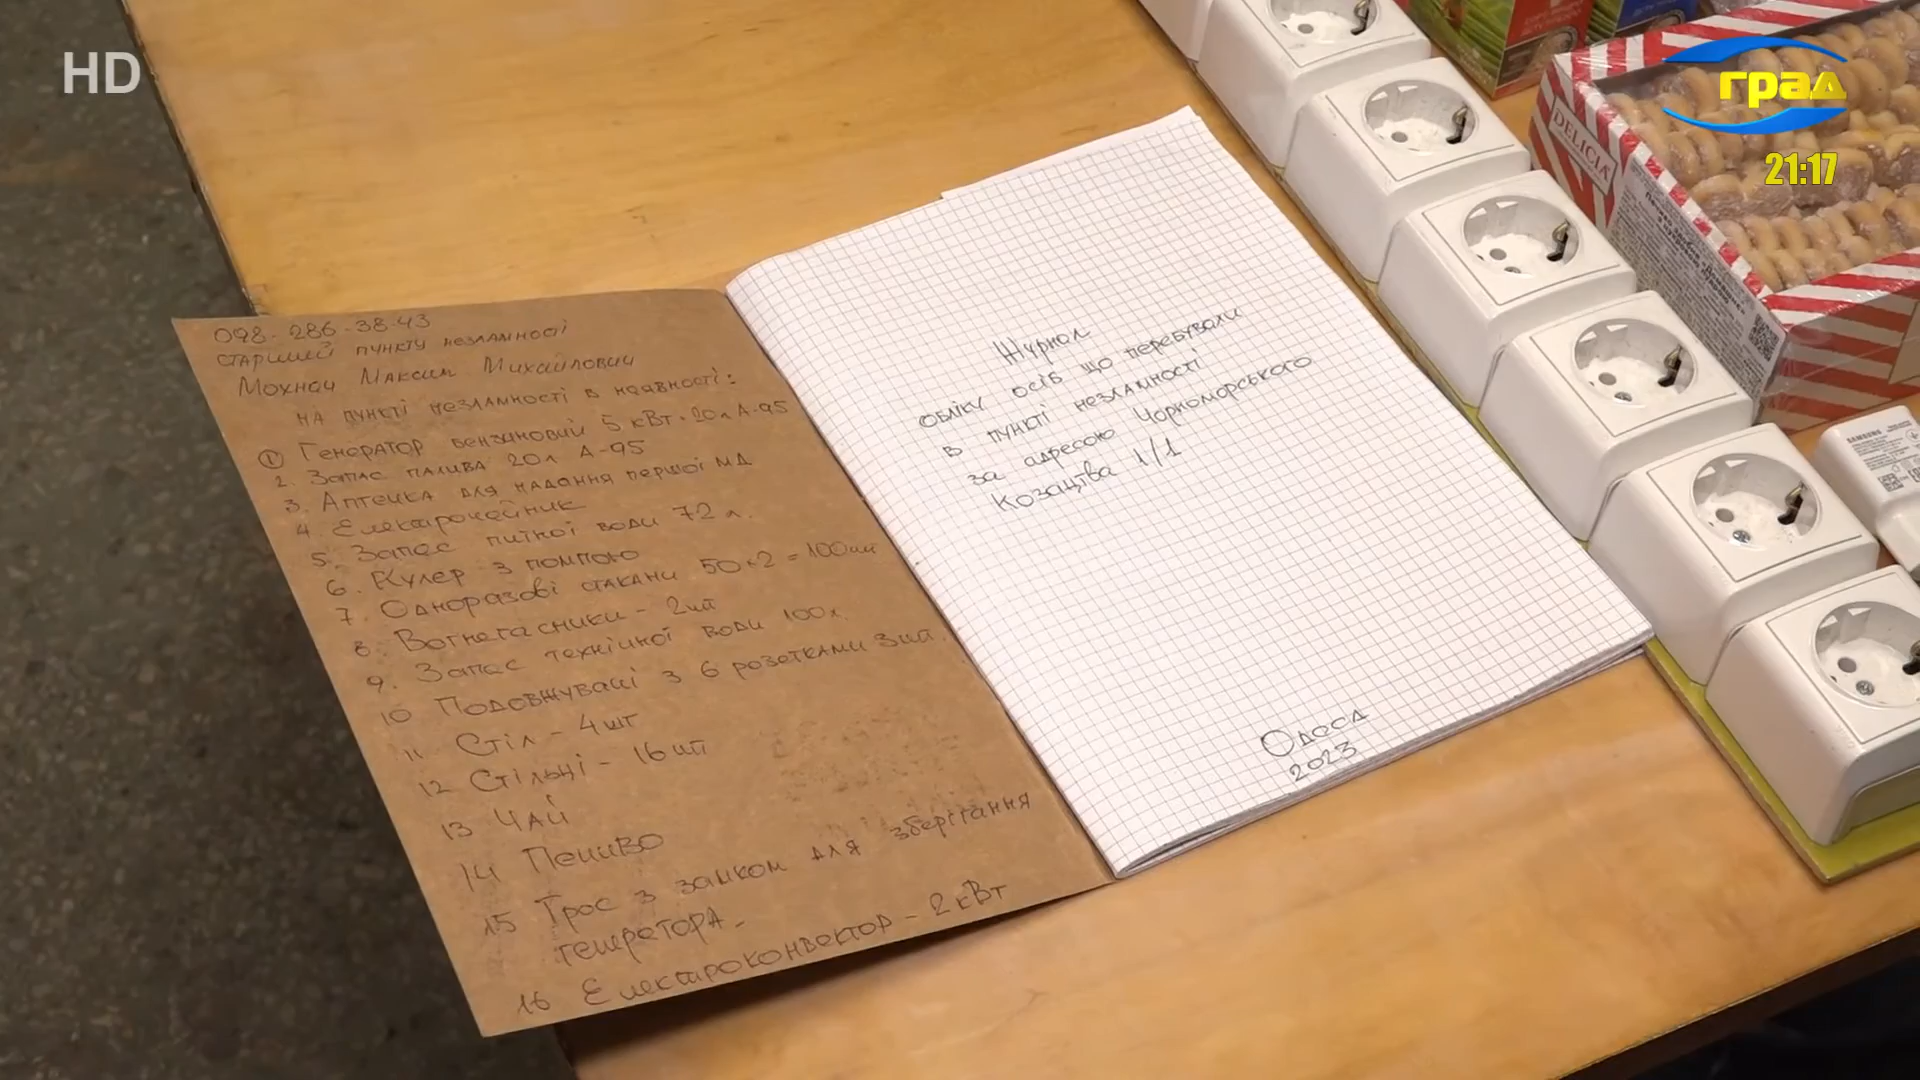 HD
град
21:17
098-286-38-43
старший пункту незламності
Мохнач Максим Михайлович
на пункті незламності в наявності:
① Генератор бензиновий 5 кВт. 20л А-95
2. Запас палива 20л А-95
3. Аптечка для надання першої МД
4. Електрочайник
5. Запас питної води 72 л.
6. Кулер з помпою
7. Одноразові стакани 50×2 = 100шт
8. Вогнегасники - 2шт
9. Запас технічної води 100л.
10 Подовжувачі з 6 розетками 3шт.
11 Стіл - 4шт
12 Стільці - 16шт
13 Чай
14 Печиво
15 Трос з замком для зберігання
генератора.
16 Електроконвектор - 2кВт
Журнал
обліку осіб що перебували
в пункті незламності
за адресою Чорноморського
Козацтва 1/1
Одеса
2023
DELICIA
SAMSUNG